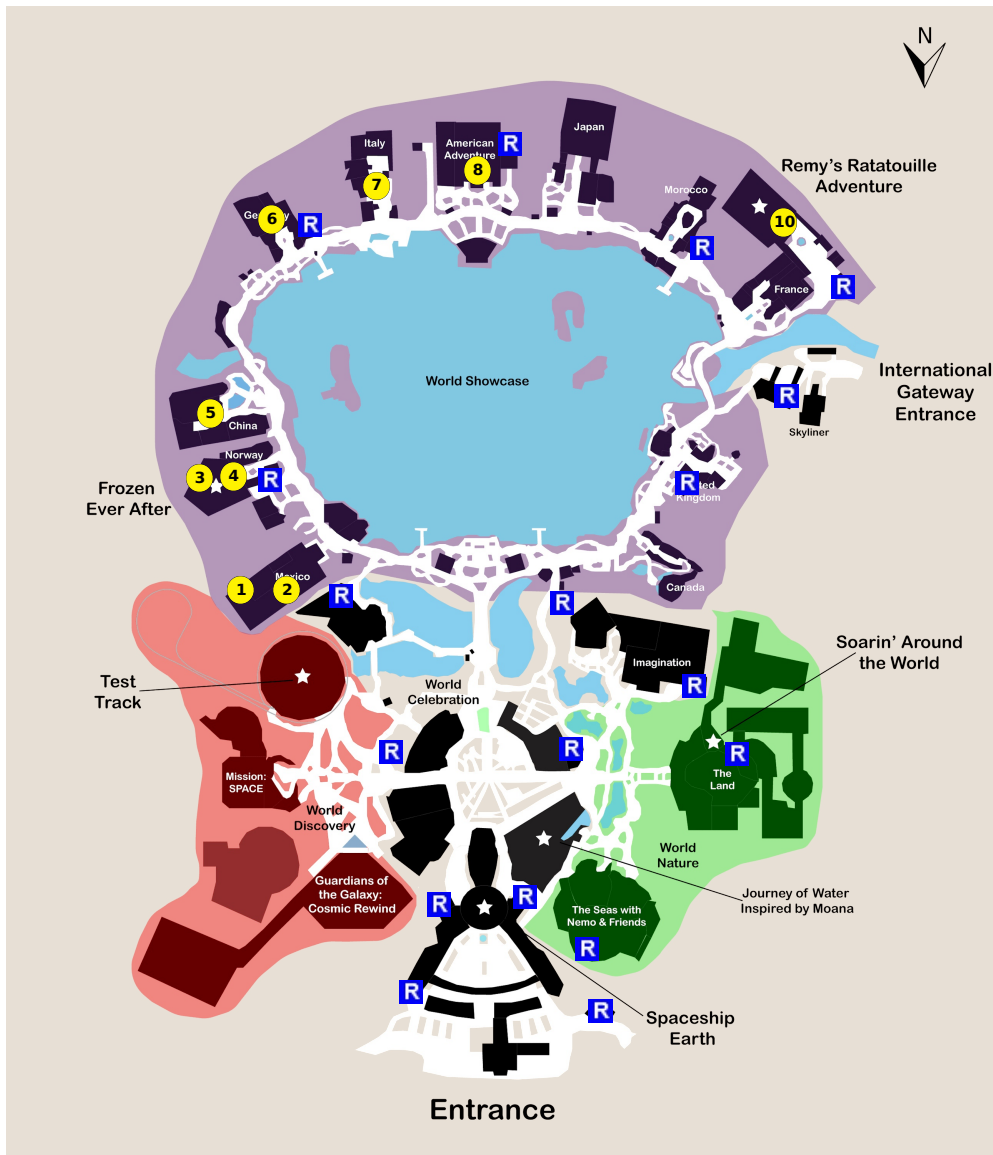 N
Italy
American
Adventure
Japan
Remy's Ratatouille
Adventure
Morocco
R
8
7
10
6
R
R
France
R
International
Gateway
Entrance
World Showcase
R
Skyliner
5
China
Norway
3
4
R
Frozen
Ever After
R
Kingdom
Mexico
1
2
R
R
Canada
Soarin' Around
the World
Imagination
R
Test
Track
World
Celebration
R
R
R
The
Land
Mission:
SPACE
World
Discovery
World
Nature
Guardians of
the Galaxy:
Cosmic Rewind
Journey of Water
Inspired by Moana
R
R
The Seas with
Nemo & Friends
R
R
R
Spaceship
Earth
Entrance